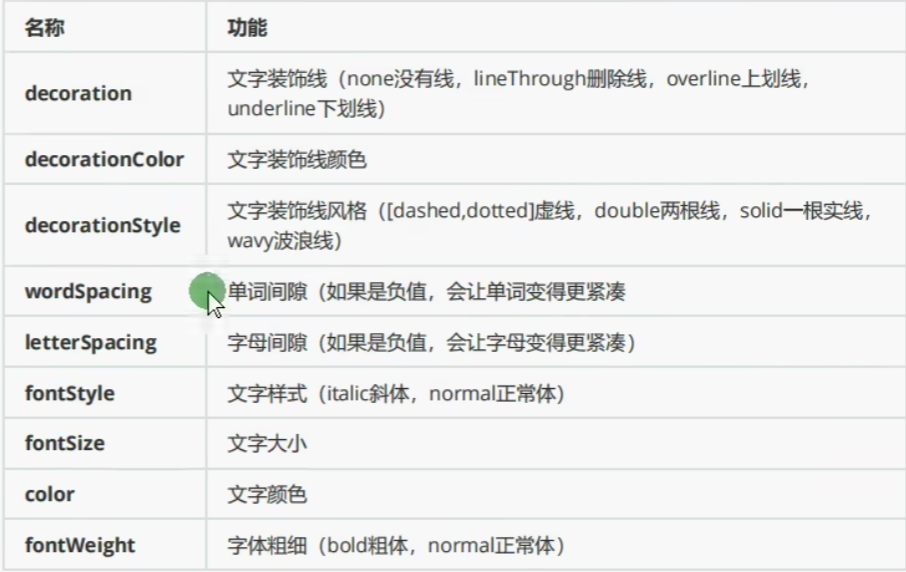 名称 功能
decoration 文字装饰线（none没有线，lineThrough删除线，overline上划线，
underline下划线）
decorationColor 文字装饰线颜色
decorationStyle 文字装饰线风格（[dashed,dotted]虚线，double两根线，solid一根实线，
wavy波浪线）
wordSpacing 单词间隙（如果是负值，会让单词变得更紧凑
letterSpacing 字母间隙（如果是负值，会让字母变得更紧凑）
fontStyle 文字样式（italic斜体，normal正常体）
fontSize 文字大小
color 文字颜色
fontWeight 字体粗细（bold粗体，normal正常体）